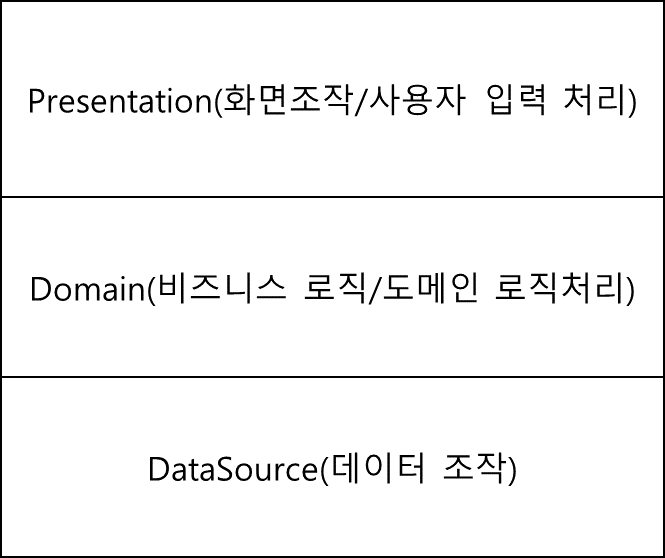 Presentation(화면조작/사용자 입력 처리)
Domain(비즈니스 로직/도메인 로직처리)
DataSource(데이터 조작)